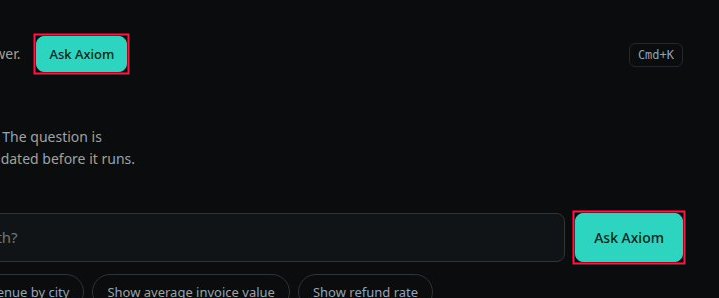 wer. Ask Axiom Cmd+K
The question is
dated before it runs.
th? Ask Axiom
enue by city Show average invoice value Show refund rate